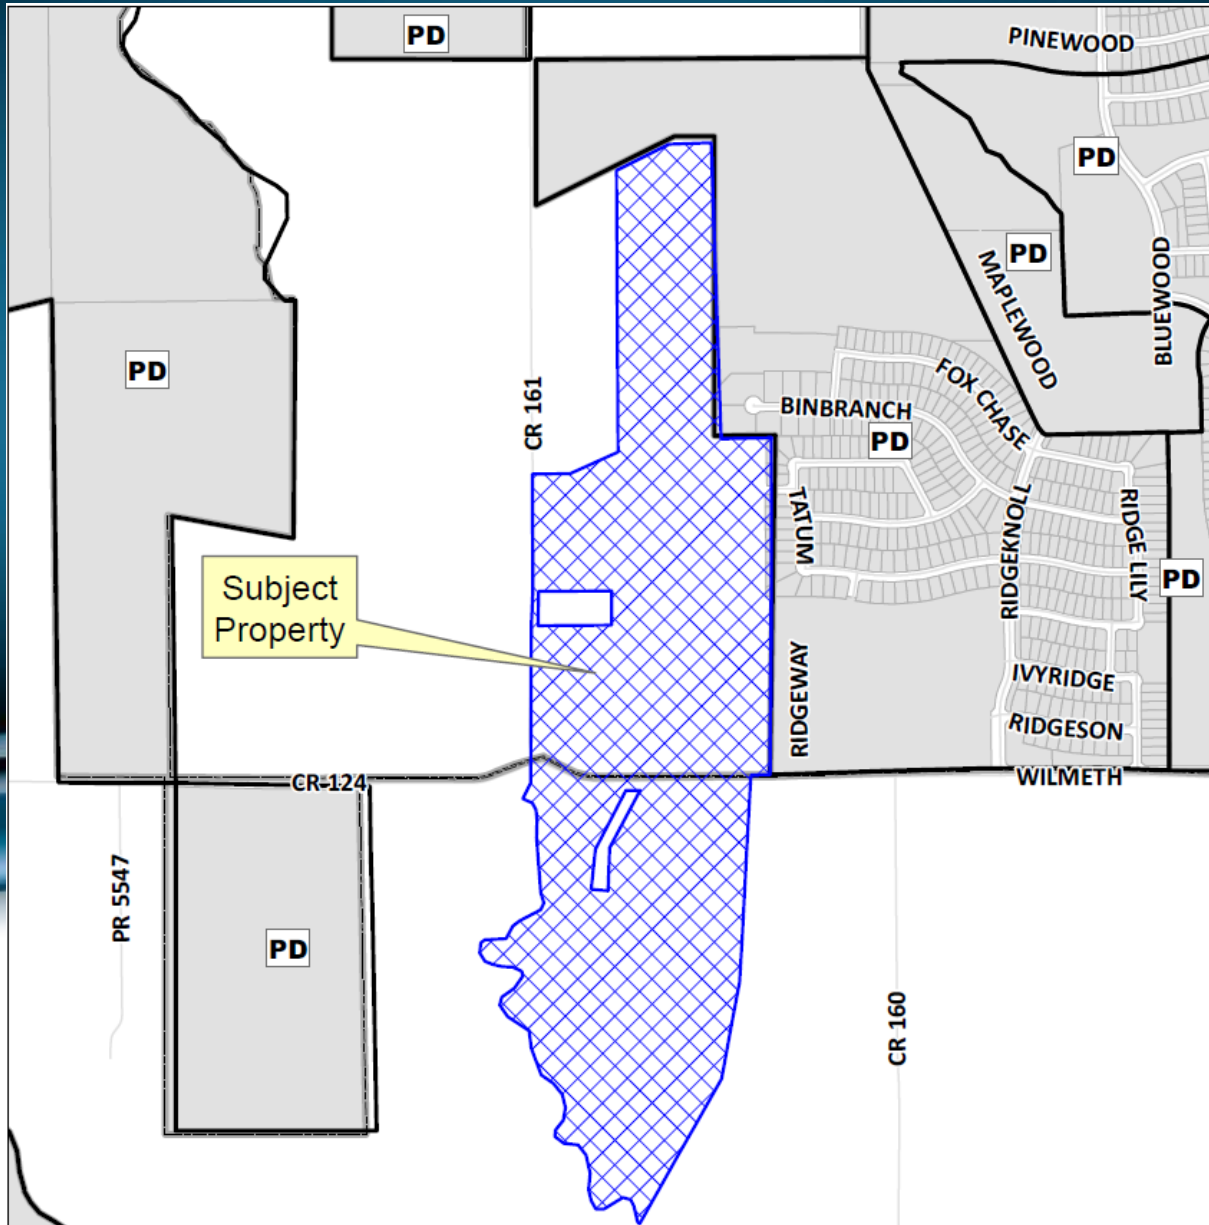 PD
PINEWOOD
PD
PD
MAPLEWOOD
BLUEWOOD
PD
CR 161
BINBRANCH
FOX CHASE
PD
TATUM
RIDGEKNOLL
RIDGE LILY
PD
Subject
Property
RIDGEWAY
IVYRIDGE
RIDGESON
WILMETH
CR 124
PR 5547
PD
CR 160